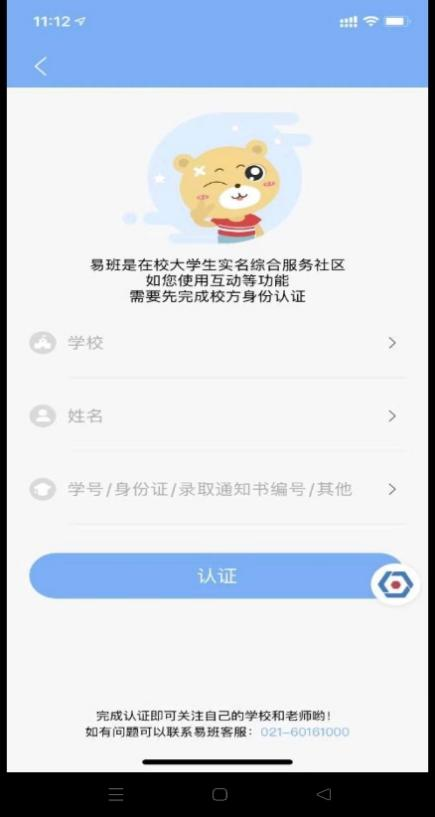 11:12
易班是在校大学生实名综合服务社区
如您使用互动等功能
需要先完成校方身份认证
学校
姓名
学号/身份证/录取通知书编号/其他
认证
完成认证即可关注自己的学校和老师哟!
如有问题可以联系易班客服：021-60161000